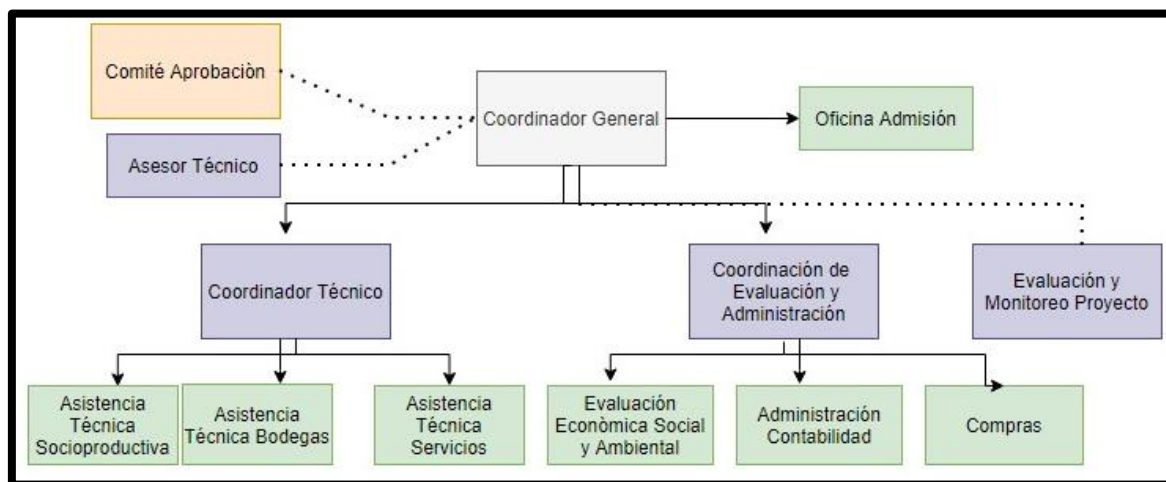 Comité Aprobaciòn
Coordinador General
Oficina Admisión
Asesor Técnico
Coordinador Técnico
Coordinación de
Evaluación y
Administración
Evaluación y
Monitoreo Proyecto
Asistencia
Técnica
Socioproductiva
Asistencia
Técnica Bodegas
Asistencia
Técnica
Servicios
Evaluación
Econòmica Social
y Ambiental
Administración
Contabilidad
Compras